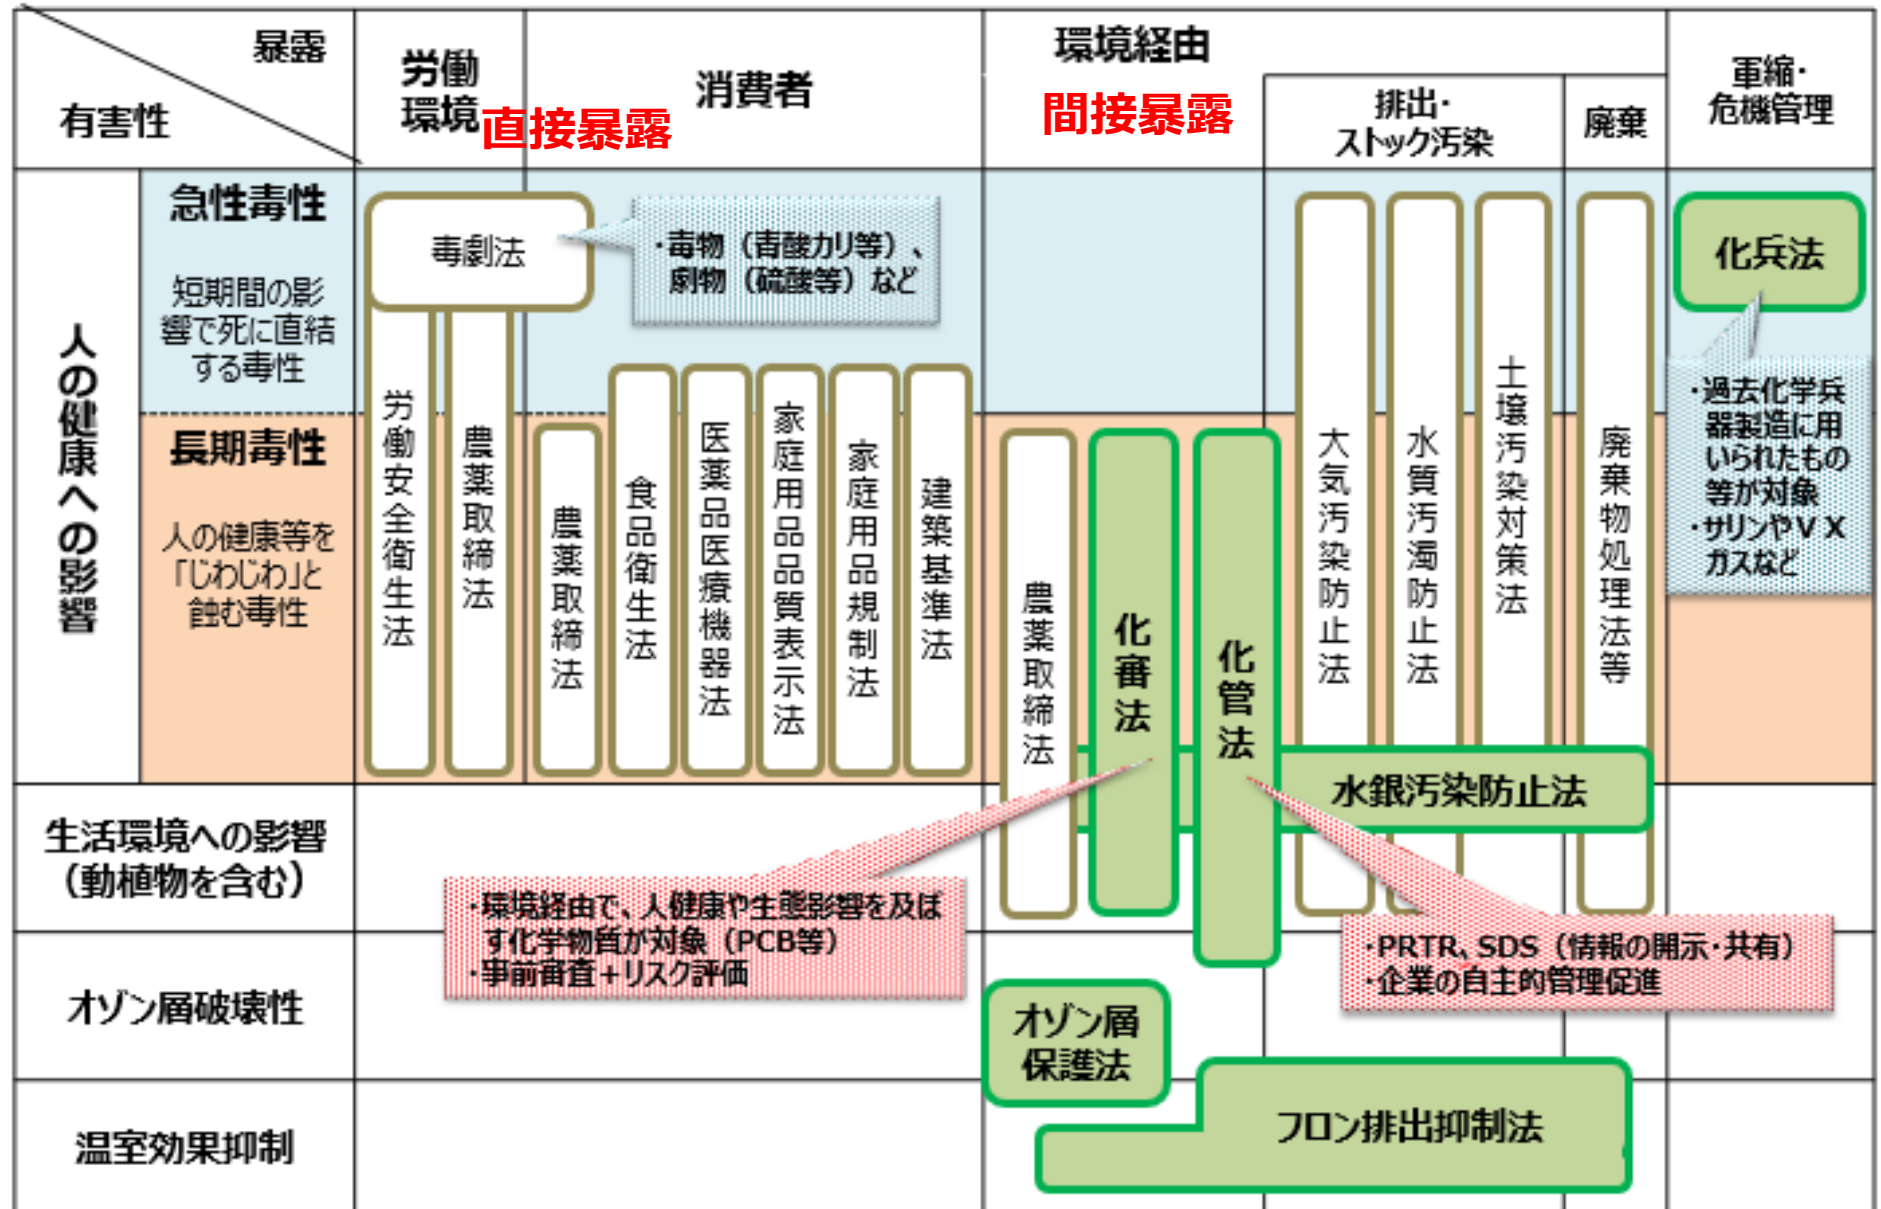 暴露
有害性
労働
環境
直接暴露
消費者
環境経由
間接暴露
排出・
ストック汚染
廃棄
軍縮・
危機管理
人の健康への影響
急性毒性
短期間の影
響で死に直結
する毒性
長期毒性
人の健康等を
「じわじわ」と
蝕む毒性
毒劇法
・毒物（青酸カリ等）、
劇物（硫酸等）など
労働安全衛生法
農薬取締法
農薬取締法
食品衛生法
医薬品医療機器法
家庭用品品質表示法
家庭用品規制法
建築基準法
農薬取締法
化審法
化管法
大気汚染防止法
水質汚濁防止法
土壌汚染対策法
廃棄物処理法等
化兵法
・過去化学兵
器製造に用
いられたもの
等が対象
・サリンやＶＸ
ガスなど
水銀汚染防止法
生活環境への影響
（動植物を含む）
・環境経由で、人健康や生態影響を及ぼ
す化学物質が対象（PCB等）
・事前審査＋リスク評価
・PRTR、SDS（情報の開示・共有）
・企業の自主的管理促進
オゾン層破壊性
オゾン層
保護法
温室効果抑制
フロン排出抑制法